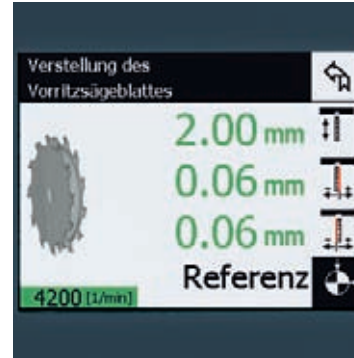 Verstellung des
Vorritzsägeblattes
2.00 mm
0.06 mm
0.06 mm
Referenz
4200 [1/min]